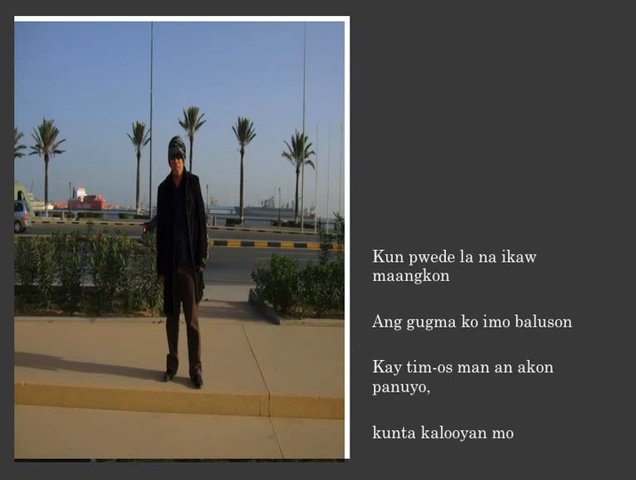 Kun pwede la na ikaw
maangkon
Ang gugma ko imo baluson
Kay tim-os man an akon
panuyo,
kunta kalooyan mo